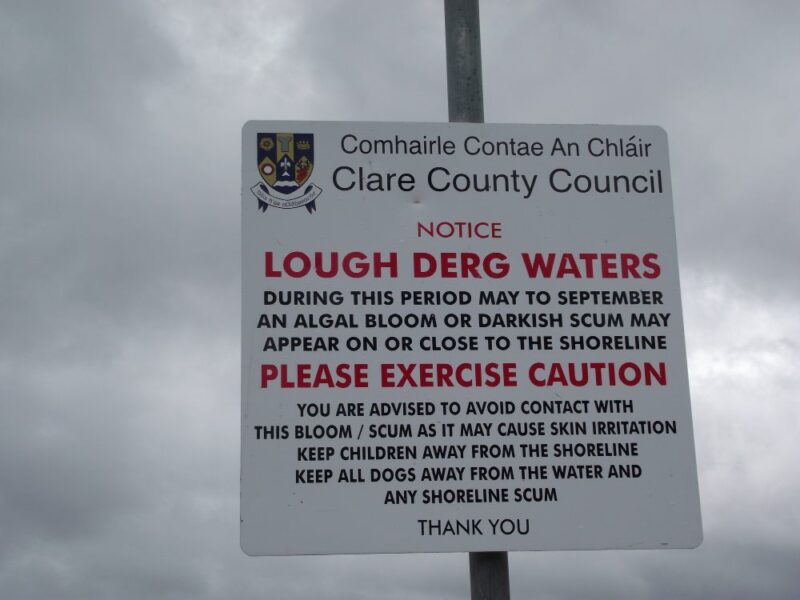 Comhairle Contae An Chláir
Clare County Council
NOTICE
LOUGH DERG WATERS
DURING THIS PERIOD MAY TO SEPTEMBER
AN ALGAL BLOOM OR DARKISH SCUM MAY
APPEAR ON OR CLOSE TO THE SHORELINE
PLEASE EXERCISE CAUTION
YOU ARE ADVISED TO AVOID CONTACT WITH
THIS BLOOM / SCUM AS IT MAY CAUSE SKIN IRRITATION
KEEP CHILDREN AWAY FROM THE SHORELINE
KEEP ALL DOGS AWAY FROM THE WATER AND
ANY SHORELINE SCUM
THANK YOU